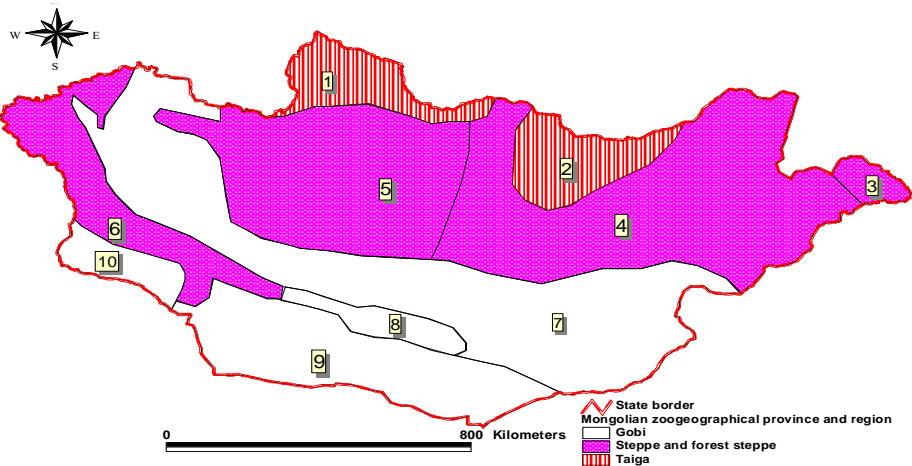 W E
S
1
2
3
5
4
6
10
8
7
9
State border
Mongolian zoogeographical province and region
Gobi
Steppe and forest steppe
Taiga
0 800 Kilometers